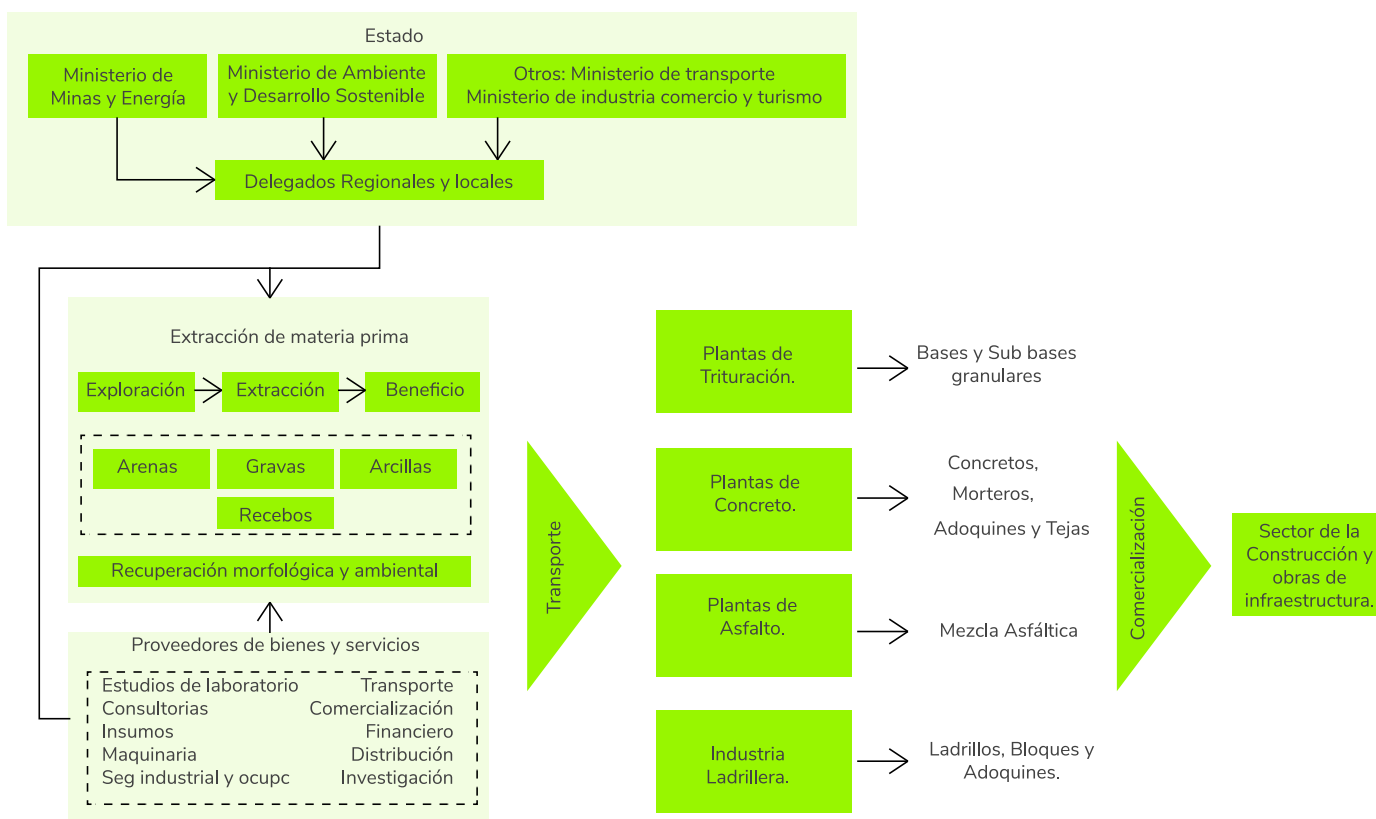 Estado
Ministerio de
Minas y Energía
Ministerio de Ambiente
y Desarrollo Sostenible
Otros: Ministerio de transporte
Ministerio de industria comercio y turismo
Delegados Regionales y locales
Extracción de materia prima
Exploración
Extracción
Beneficio
Arenas
Gravas
Arcillas
Recebos
Recuperación morfológica y ambiental
Proveedores de bienes y servicios
Estudios de laboratorio
Consultorias
Insumos
Maquinaria
Seg industrial y ocupc
Transporte
Comercialización
Financiero
Distribución
Investigación
Transporte
Plantas de
Trituración.
Bases y Sub bases
granulares
Plantas de
Concreto.
Concretos,
Morteros,
Adoquines y Tejas
Plantas de
Asfalto.
Mezcla Asfáltica
Industria
Ladrillera.
Ladrillos, Bloques y
Adoquines.
Comercialización
Sector de la
Construcción y
obras de
infraestructura.